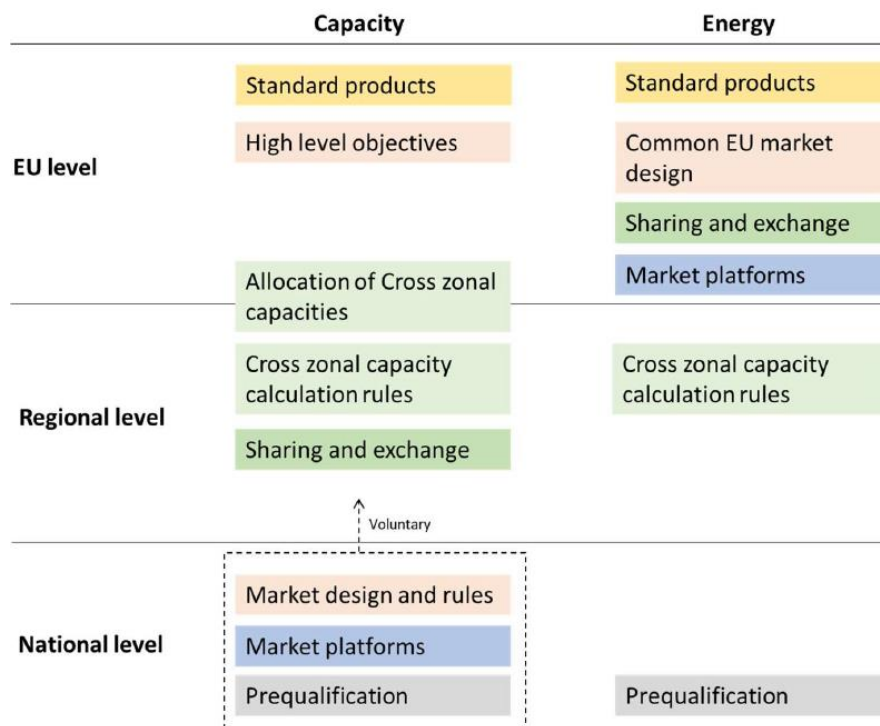 Capacity
Energy
EU level
Standard products
High level objectives
Allocation of Cross zonal
capacities
Standard products
Common EU market
design
Sharing and exchange
Market platforms
Regional level
Cross zonal capacity
calculation rules
Sharing and exchange
Cross zonal capacity
calculation rules
Voluntary
National level
Market design and rules
Market platforms
Prequalification
Prequalification